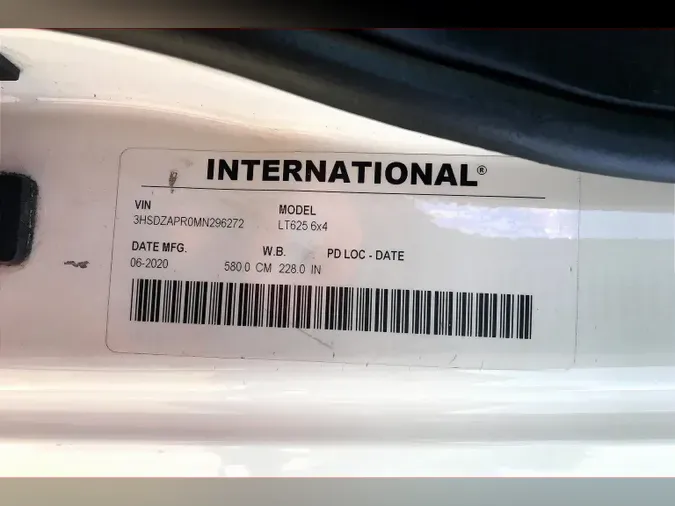 INTERNATIONAL®
VIN MODEL
3HSDZAPR0MN296272 LT625 6x4
DATE MFG. W.B. PD LOC - DATE
06-2020 580.0 CM 228.0 IN